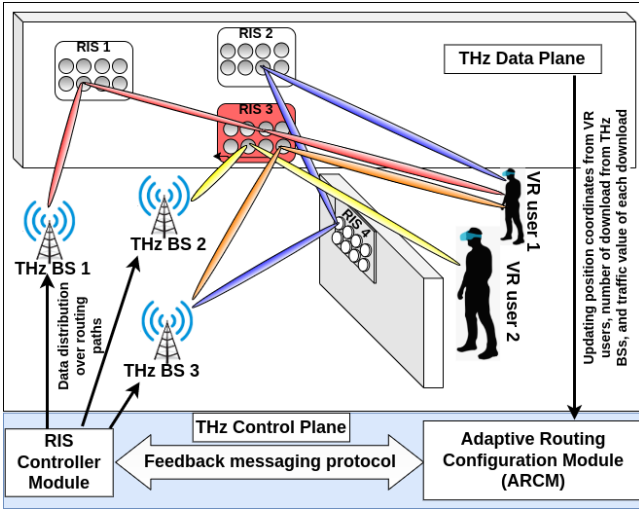 RIS 1
RIS 2
RIS 3
THz Data Plane
VR user 1
RIS 4
THz BS 1
THz BS 2
VR user 2
THz BS 3
Data distribution
over routing
paths
Updating position coordinates from VR
users, number of download from THz
BSs, and traffic value of each download
THz Control Plane
RIS
Controller
Module
Feedback messaging protocol
Adaptive Routing
Configuration Module
(ARCM)